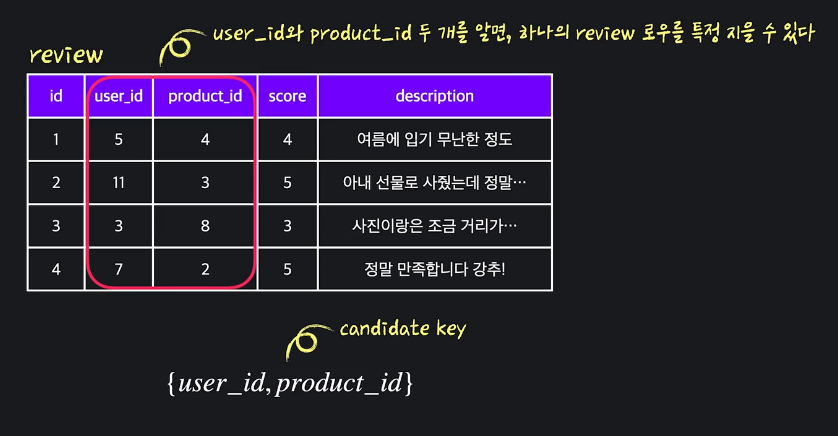 user_id와 product_id 두 개를 알면, 하나의 review 로우를 특정 지을 수 있다
review
id user_id product_id score description
1 5 4 4 여름에 입기 무난한 정도
2 11 3 5 아내 선물로 사줬는데 정말…
3 3 8 3 사진이랑은 조금 거리가…
4 7 2 5 정말 만족합니다 강추!
candidate key
{user_id, product_id}